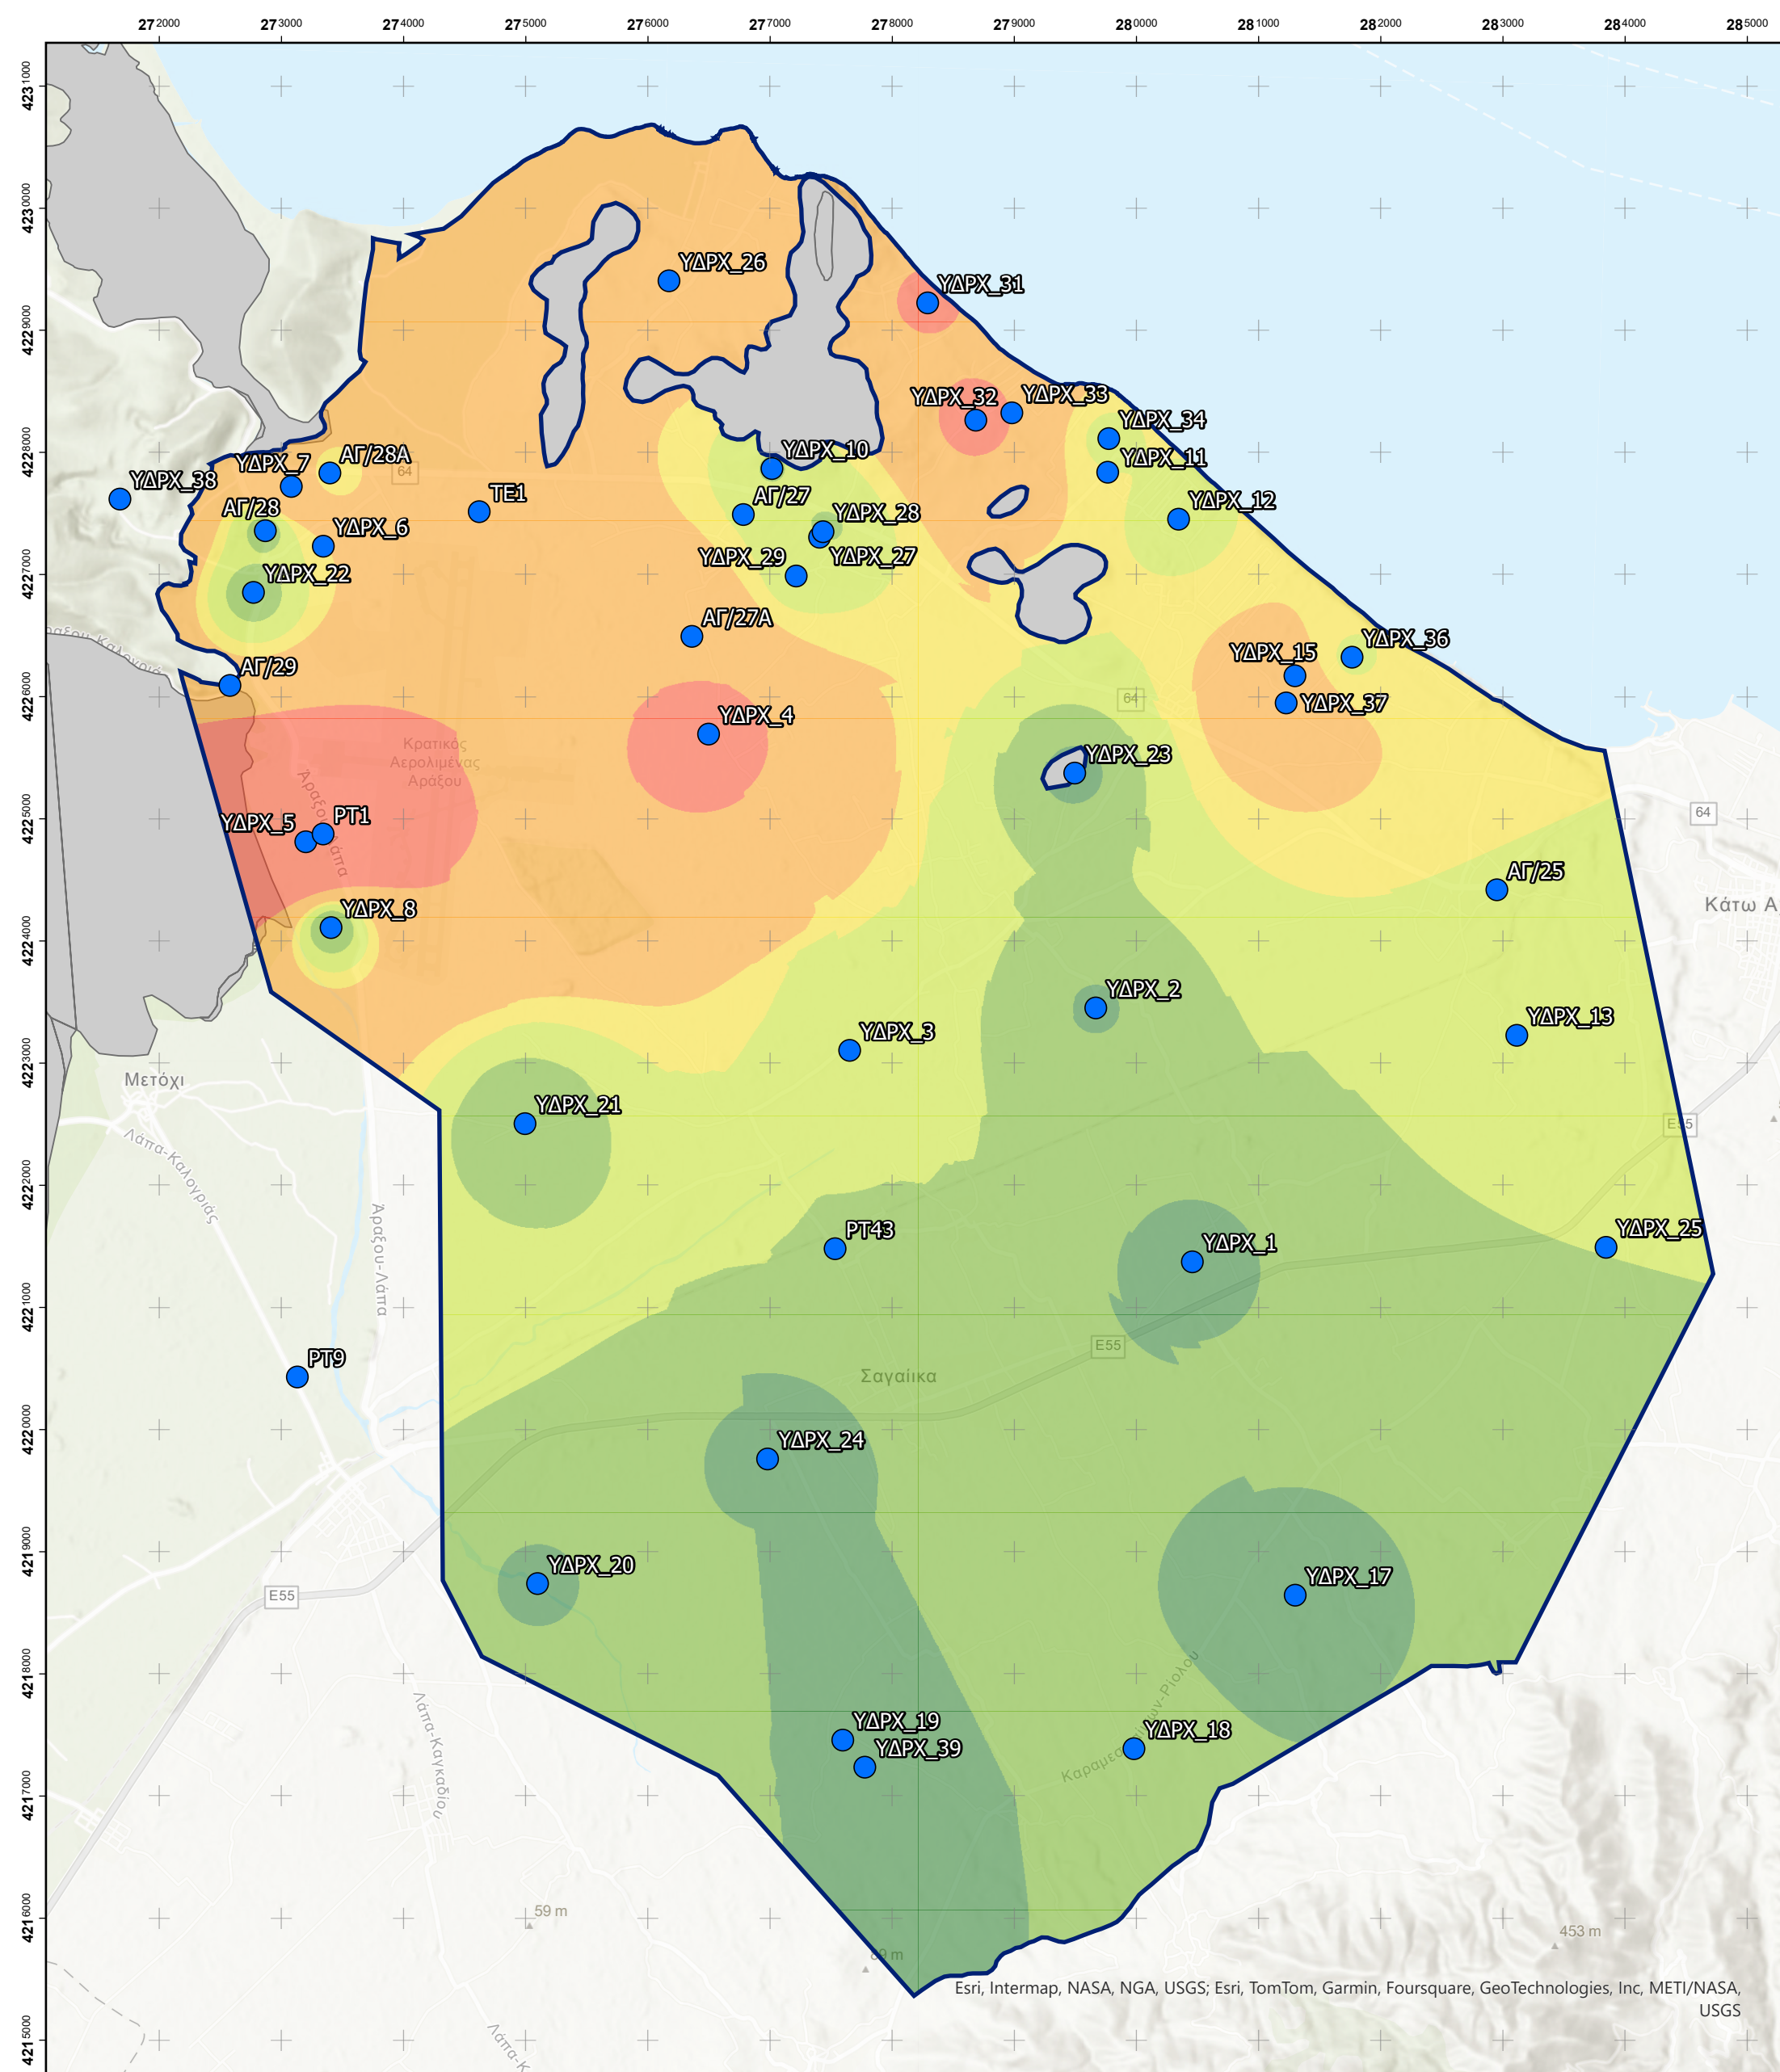 272000 273000 274000 275000 276000 277000 278000 279000 280000 281000 282000 283000 284000 285000
4231000
4230000
4229000
4228000
4227000
4226000
4225000
4224000
4223000
4222000
4221000
4220000
4219000
4218000
4217000
4216000
4215000
ΥΔΡΧ_26
ΥΔΡΧ_31
ΥΔΡΧ_32
ΥΔΡΧ_33
ΥΔΡΧ_34
ΥΔΡΧ_10
ΑΓ/28Α
ΥΔΡΧ_7
64
ΥΔΡΧ_11
ΥΔΡΧ_38
ΤΕ1
ΑΓ/27
ΥΔΡΧ_12
ΑΓ/28
ΥΔΡΧ_28
ΥΔΡΧ_6
ΥΔΡΧ_29
ΥΔΡΧ_27
ΥΔΡΧ_22
ΑΓ/27Α
ΥΔΡΧ_36
ΥΔΡΧ_15
ΑΓ/29
64
ΥΔΡΧ_37
ΥΔΡΧ_4
Κρατικός
Αερολιμένας
Αράξου
ΥΔΡΧ_23
64
ΡΤ1
ΥΔΡΧ_5
ΑΓ/25
Κάτω Α
ΥΔΡΧ_8
ΥΔΡΧ_2
ΥΔΡΧ_13
ΥΔΡΧ_3
Μετόχι
ΥΔΡΧ_21
E55
Λάπα-Καλογριάς
Άραξου-Λάπα
ΡΤ43
ΥΔΡΧ_1
ΥΔΡΧ_25
E55
ΡΤ9
Σαγαίικα
ΥΔΡΧ_24
ΥΔΡΧ_20
ΥΔΡΧ_17
E55
ΥΔΡΧ_19
ΥΔΡΧ_18
ΥΔΡΧ_39
Λάπα-Καγκαδίου
59 m
453 m
Λάπα-Κ
Esri, Intermap, NASA, NGA, USGS; Esri, TomTom, Garmin, Foursquare, GeoTechnologies, Inc, METI/NASA,
USGS